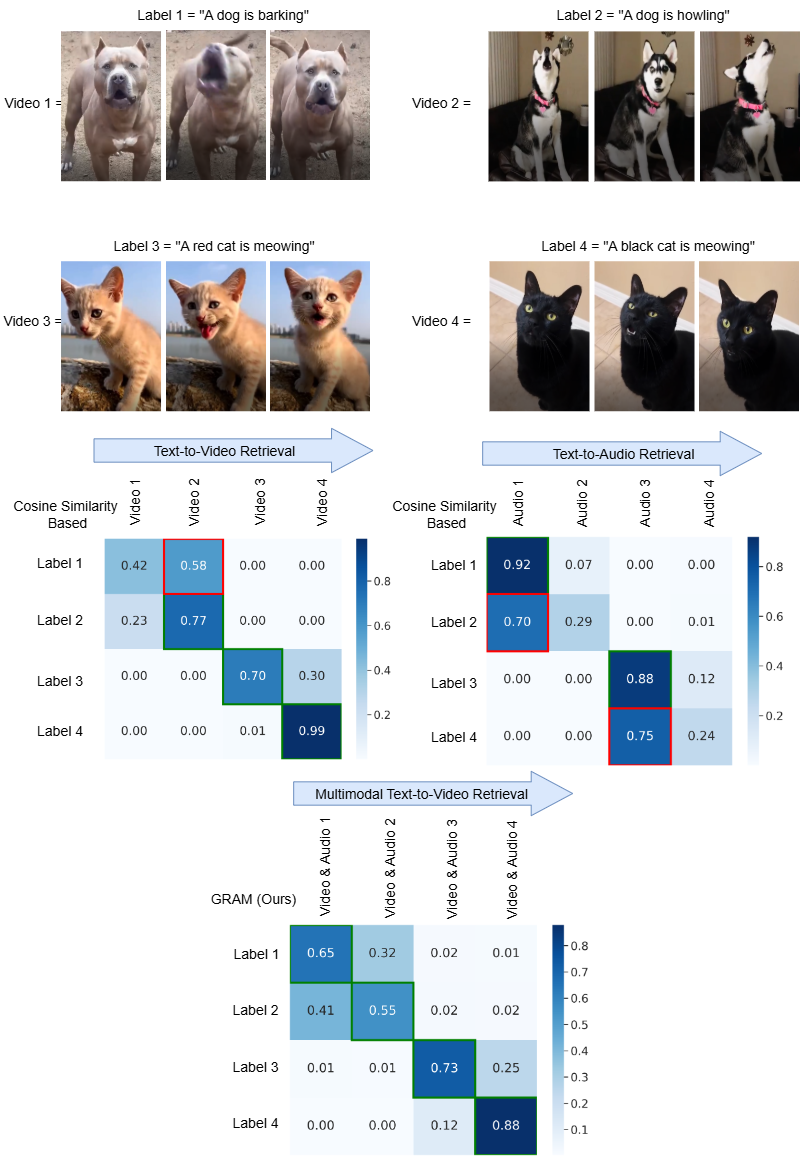 Label 1 = "A dog is barking"
Label 2 = "A dog is howling"
Video 1 =
Video 2 =
Label 3 = "A red cat is meowing"
Label 4 = "A black cat is meowing"
Video 3 =
Video 4 =
Text-to-Video Retrieval
Cosine Similarity
Based
Video 1
Video 2
Video 3
Video 4
Label 1 0.42 0.58 0.00 0.00
Label 2 0.23 0.77 0.00 0.00
Label 3 0.00 0.00 0.70 0.30
Label 4 0.00 0.00 0.01 0.99
0.8
0.6
0.4
0.2
Text-to-Audio Retrieval
Cosine Similarity
Based
Audio 1
Audio 2
Audio 3
Audio 4
Label 1 0.92 0.07 0.00 0.00
Label 2 0.70 0.29 0.00 0.01
Label 3 0.00 0.00 0.88 0.12
Label 4 0.00 0.00 0.75 0.24
0.8
0.6
0.4
0.2
Multimodal Text-to-Video Retrieval
GRAM (Ours)
Video & Audio 1
Video & Audio 2
Video & Audio 3
Video & Audio 4
Label 1 0.65 0.32 0.02 0.01
Label 2 0.41 0.55 0.02 0.02
Label 3 0.01 0.01 0.73 0.25
Label 4 0.00 0.00 0.12 0.88
0.8
0.7
0.6
0.5
0.4
0.3
0.2
0.1